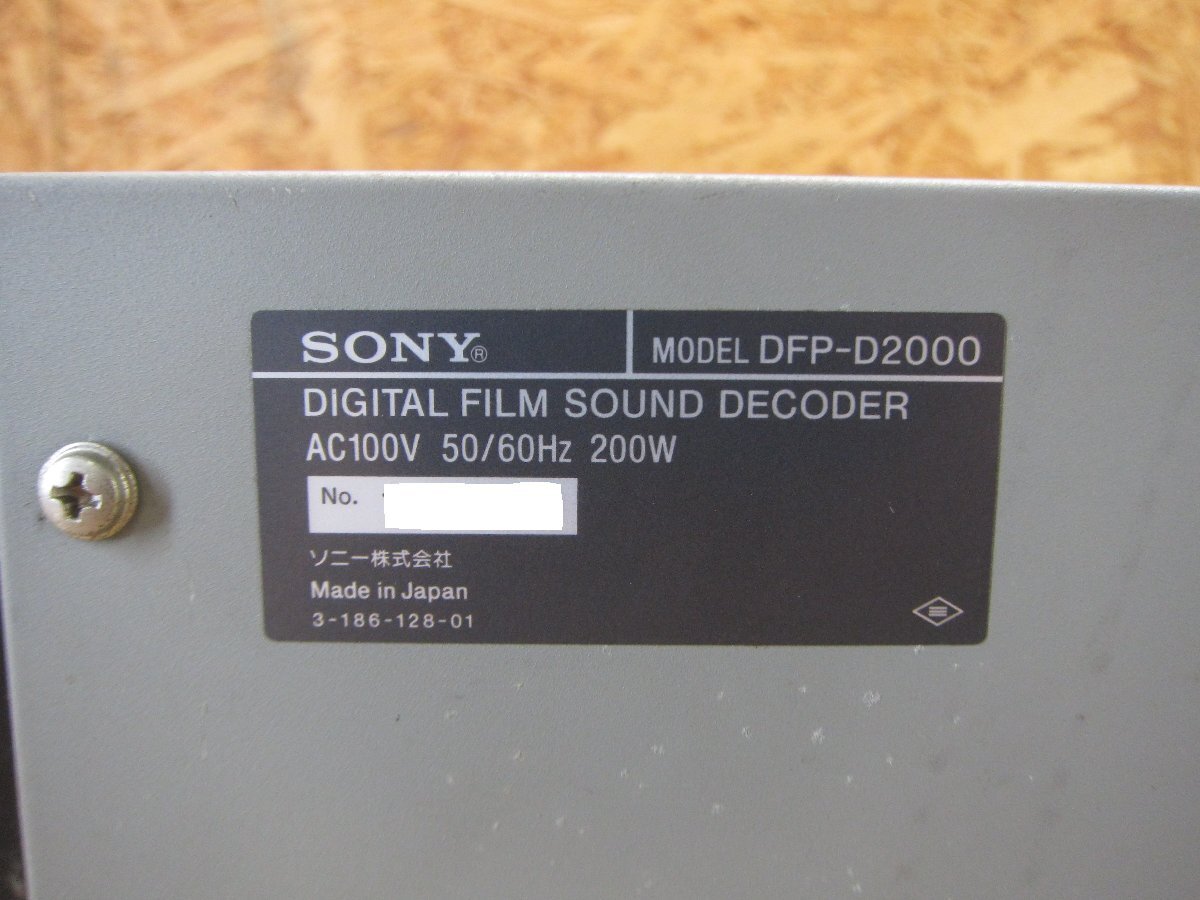 SONY® MODEL DFP-D2000
DIGITAL FILM SOUND DECODER
AC100V 50/60Hz 200W
No.
ソニー株式会社
Made in Japan
3-186-128-01